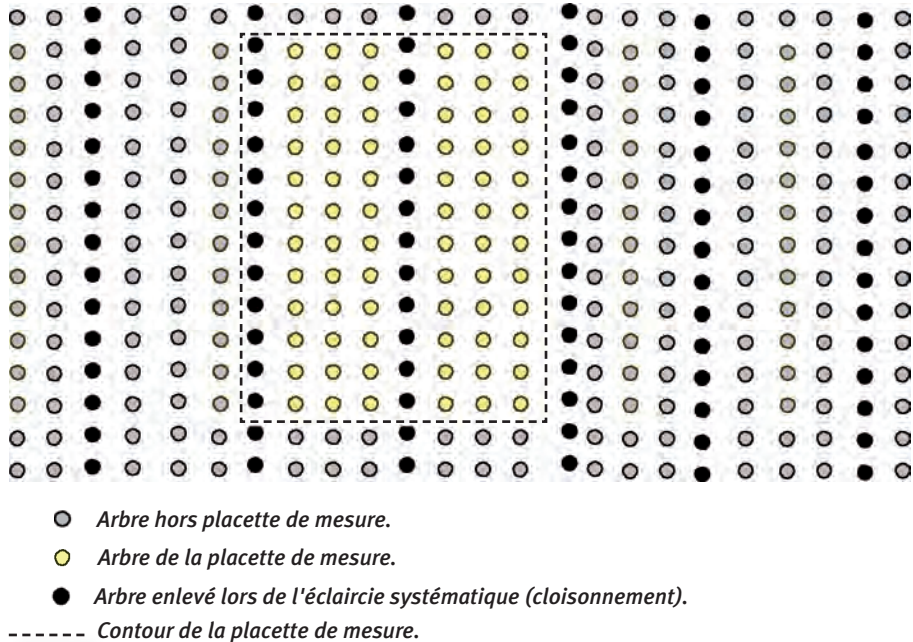 Arbre hors placette de mesure.
Arbre de la placette de mesure.
Arbre enlevé lors de l'éclaircie systématique (cloisonnement).
Contour de la placette de mesure.